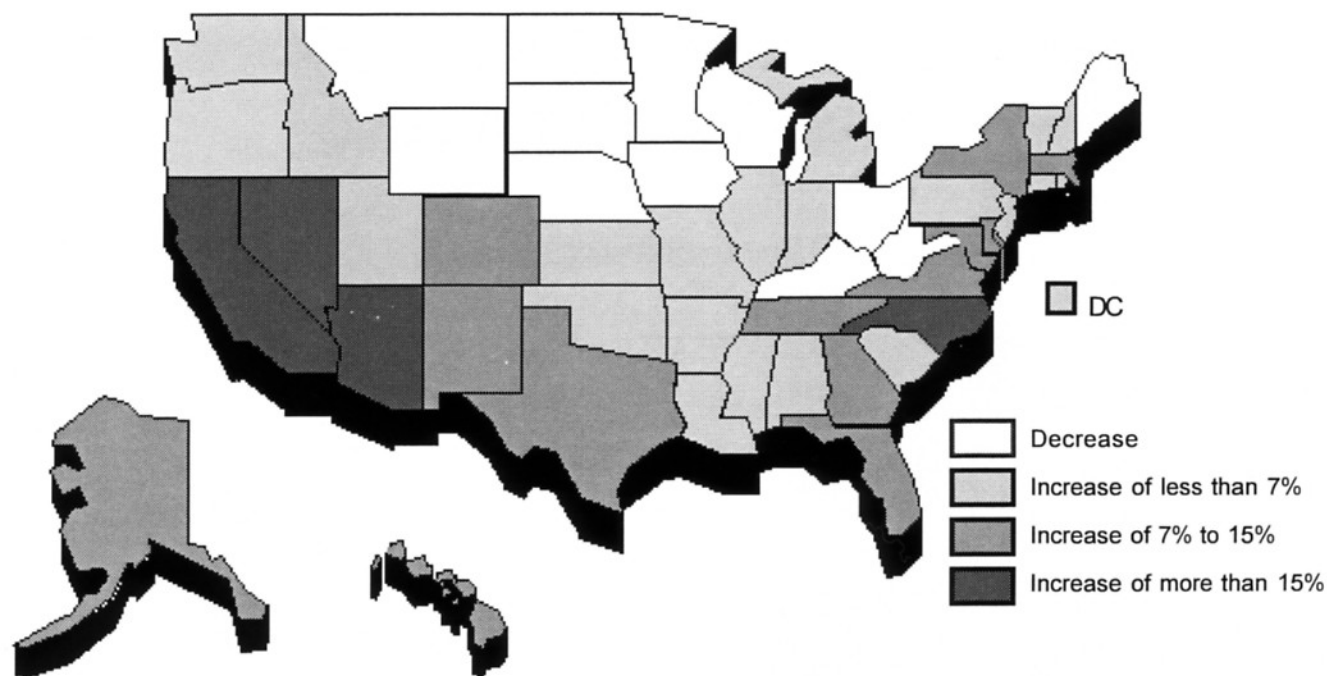 DC
Decrease
Increase of less than 7%
Increase of 7% to 15%
Increase of more than 15%